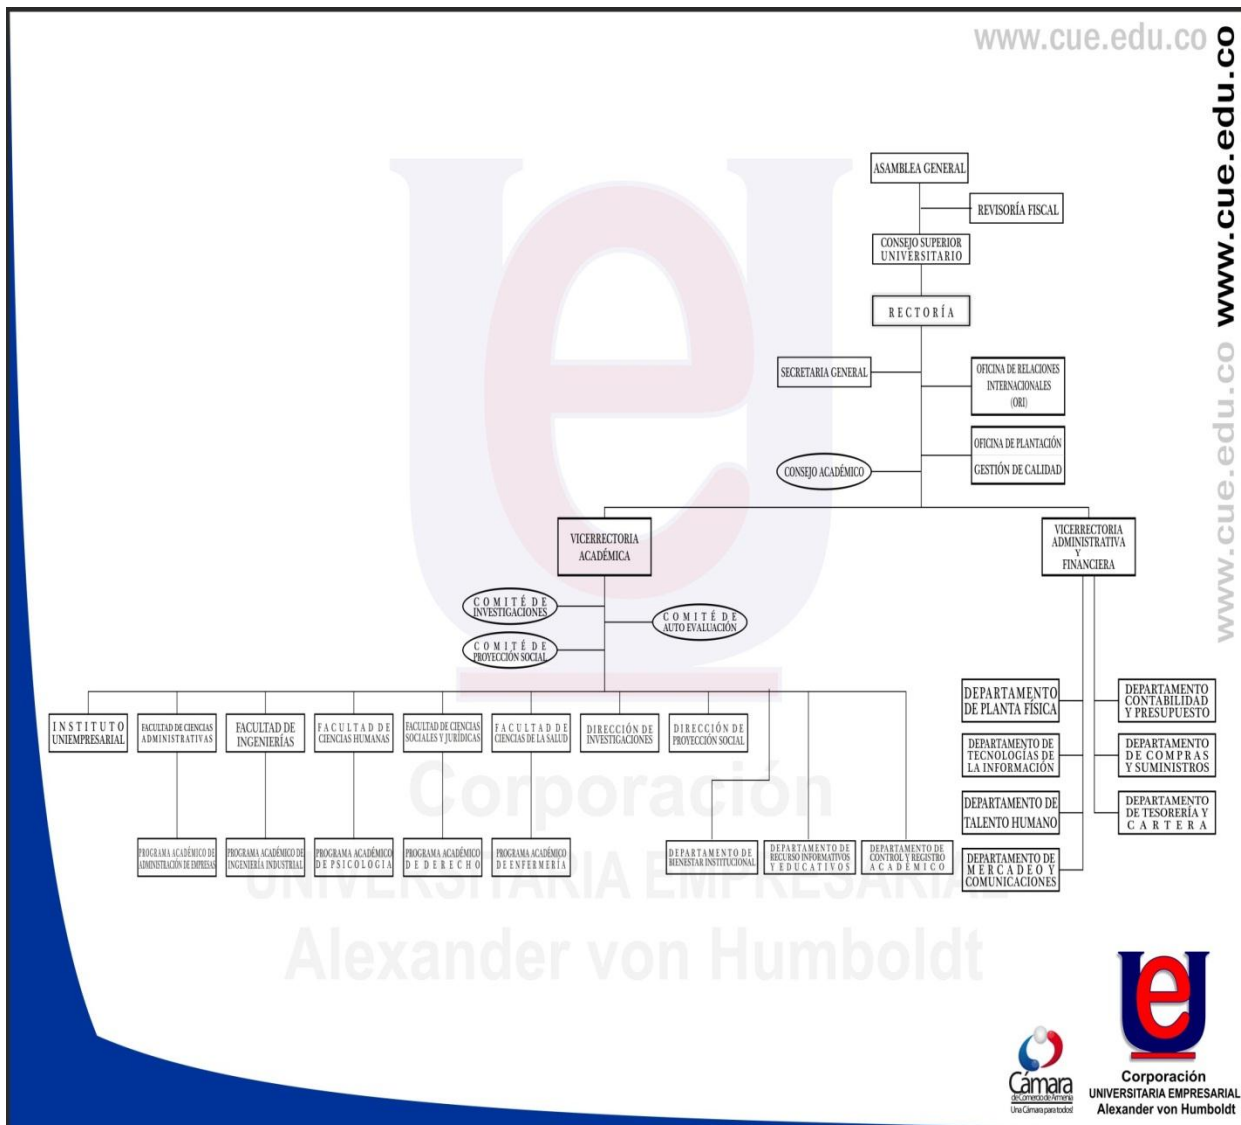 www.cue.edu.co
www.cue.edu.co
www.cue.edu.co
ASAMBLEA GENERAL
REVISORÍA FISCAL
CONSEJO SUPERIOR
UNIVERSITARIO
RECTORÍA
SECRETARIA GENERAL
OFICINA DE RELACIONES
INTERNACIONALES
(ORI)
OFICINA DE PLANTACIÓN
GESTIÓN DE CALIDAD
CONSEJO ACADÉMICO
VICERRECTORIA
ACADÉMICA
VICERRECTORIA
ADMINISTRATIVA
Y
FINANCIERA
COMITÉ DE
INVESTIGACIONES
COMITÉ DE
AUTO EVALUACIÓN
COMITÉ DE
PROYECCIÓN SOCIAL
INSTITUTO
UNIEMPRESARIAL
FACULTAD DE CIENCIAS
ADMINISTRATIVAS
FACULTAD DE
INGENIERÍAS
FACULTAD DE
CIENCIAS HUMANAS
FACULTAD DE CIENCIAS
SOCIALES Y JURÍDICAS
FACULTAD DE
CIENCIAS DE LA SALUD
DIRECCIÓN DE
INVESTIGACIONES
DIRECCIÓN DE
PROYECCIÓN SOCIAL
DEPARTAMENTO
DE PLANTA FÍSICA
DEPARTAMENTO
CONTABILIDAD
Y PRESUPUESTO
DEPARTAMENTO DE
TECNOLOGÍAS DE
LA INFORMACIÓN
DEPARTAMENTO
DE COMPRAS
Y SUMINISTROS
DEPARTAMENTO DE
TALENTO HUMANO
DEPARTAMENTO
DE TESORERÍA Y
CARTERA
DEPARTAMENTO DE
MERCADEO Y
COMUNICACIONES
PROGRAMA ACADÉMICO DE
ADMINISTRACIÓN DE EMPRESAS
PROGRAMA ACADÉMICO DE
INGENIERÍA INDUSTRIAL
PROGRAMA ACADÉMICO
DE PSICOLOGIA
PROGRAMA ACADÉMICO
DE DERECHO
PROGRAMA ACADÉMICO
DE ENFERMERÍA
DEPARTAMENTO DE
BIENESTAR INSTITUCIONAL
DEPARTAMENTO DE
RECURSO INFORMATIVOS
Y EDUCATIVOS
DEPARTAMENTO DE
CONTROL Y REGISTRO
ACADÉMICO
Corporación
UNIVERSITARIA EMPRESARIAL
Alexander von Humboldt
Cámara
de Comercio de Armenia
Una Cámara para todos!
Corporación
UNIVERSITARIA EMPRESARIAL
Alexander von Humboldt